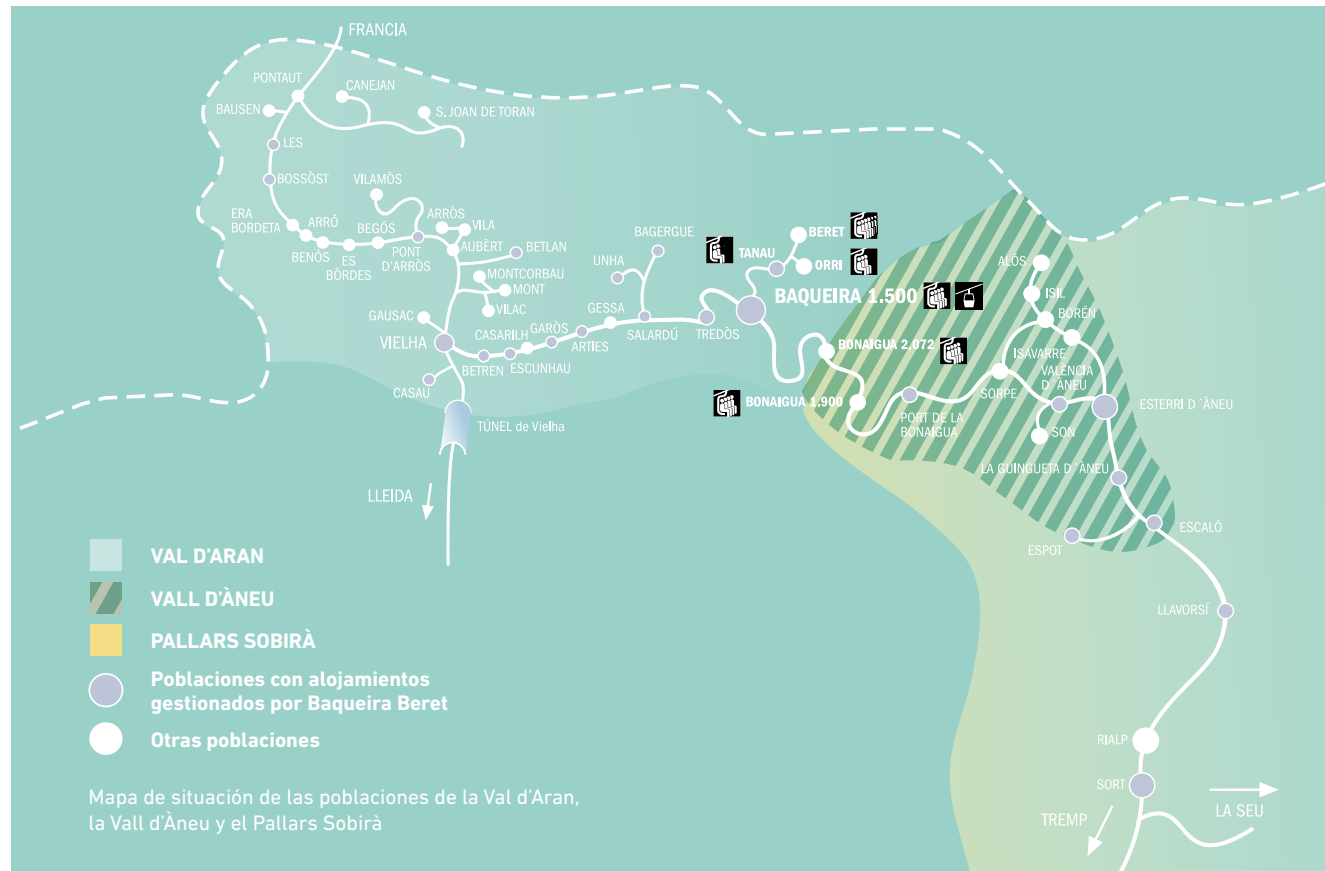 FRANCIA
PONTAUT
CANEJAN
BAUSEN
S. JOAN DE TORAN
LES
BOSSÒST
VILAMÒS
ERA
BORDETA
ARRÓ
BENÓS
ES
BÒRDES
BEGÓS
PONT
D'ARRÒS
ARRÒS
VILA
AUBÈRT
BETLAN
MONTCORBAU
MONT
VILAC
GAUSAC
VIELHA
CASAU
BETREN
CASARILH
ESCUNHAU
GARÒS
ARTIES
GESSA
UNHA
BAGERGUE
SALARDÚ
TREDÒS
TANAU
BERET
ORRI
BAQUEIRA 1.500
BONAIGUA 2.072
BONAIGUA 1.900
PORT DE LA
BONAIGUA
ALÓS
ISIL
BORÉN
ISAVARRE
SORPE
VALÈNCIA
D ´ÀNEU
SON
ESTERRI D ´ÀNEU
LA GUINGUETA D ´ÀNEU
ESCALÓ
ESPOT
LLAVORSÍ
RIALP
SORT
LA SEU
TREMP
TÚNEL de Vielha
LLEIDA
VAL D'ARAN
VALL D'ÀNEU
PALLARS SOBIRÀ
Poblaciones con alojamientos
gestionados por Baqueira Beret
Otras poblaciones
Mapa de situación de las poblaciones de la Val d'Aran,
la Vall d'Àneu y el Pallars Sobirà